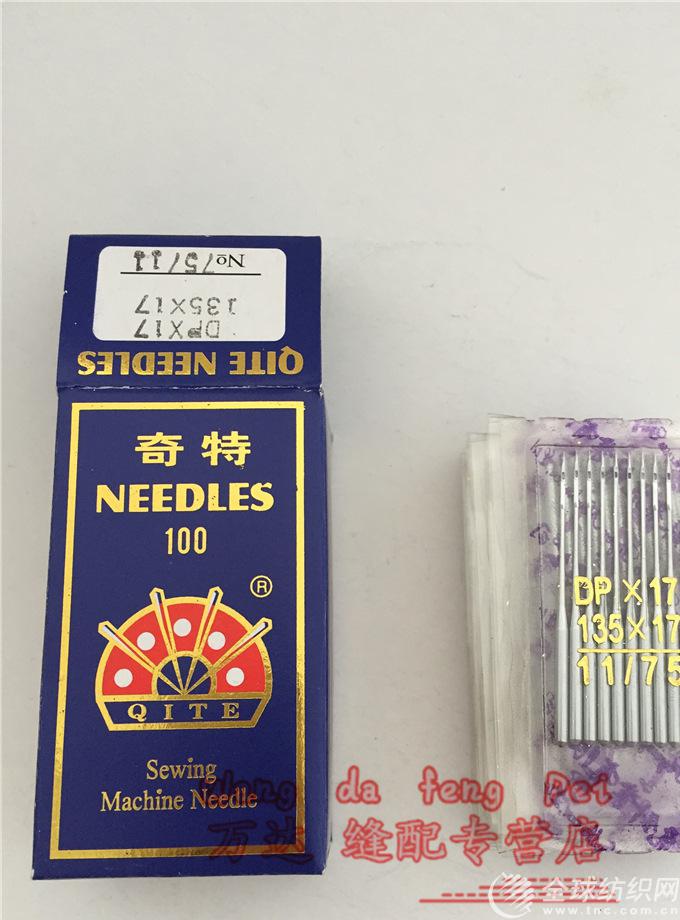 No 75/11
135X17
DPX17
QITE NEEDLES
奇特
NEEDLES
100
®
QITE
Sewing
Machine Needle
DP X 17
135×17
11/75
da feng Pei
万达 缝配专营店
全球纺织网
www.tnc.com.cn